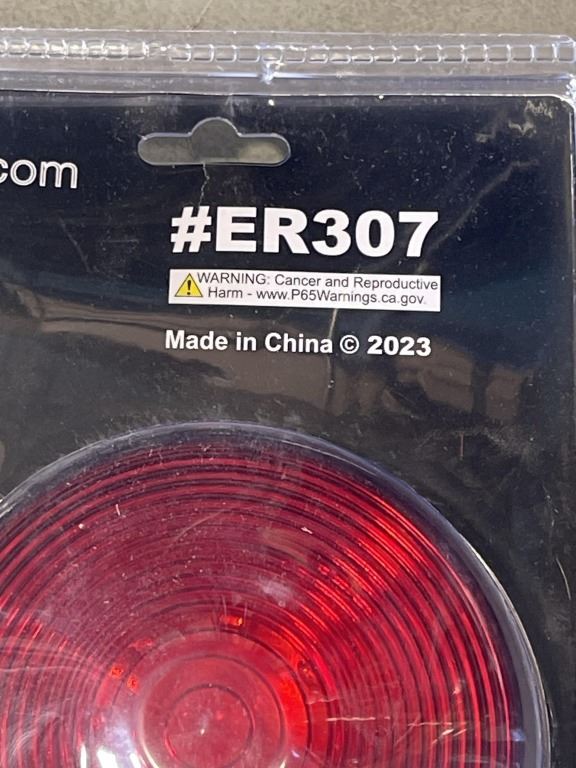 .com
#ER307
WARNING: Cancer and Reproductive
Harm - www.P65Warnings.ca.gov.
Made in China © 2023